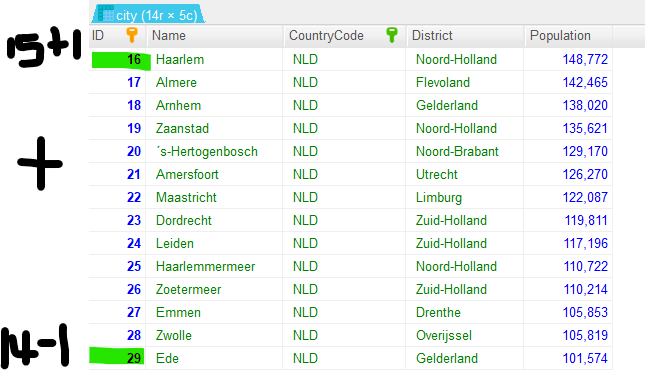 city (14r × 5c)
ID Name CountryCode District Population
15+1 16 Haarlem NLD Noord-Holland 148,772
17 Almere NLD Flevoland 142,465
18 Arnhem NLD Gelderland 138,020
19 Zaanstad NLD Noord-Holland 135,621
20 ´s-Hertogenbosch NLD Noord-Brabant 129,170
+ 21 Amersfoort NLD Utrecht 126,270
22 Maastricht NLD Limburg 122,087
23 Dordrecht NLD Zuid-Holland 119,811
24 Leiden NLD Zuid-Holland 117,196
25 Haarlemmermeer NLD Noord-Holland 110,722
26 Zoetermeer NLD Zuid-Holland 110,214
27 Emmen NLD Drenthe 105,853
28 Zwolle NLD Overijssel 105,819
14-1 29 Ede NLD Gelderland 101,574